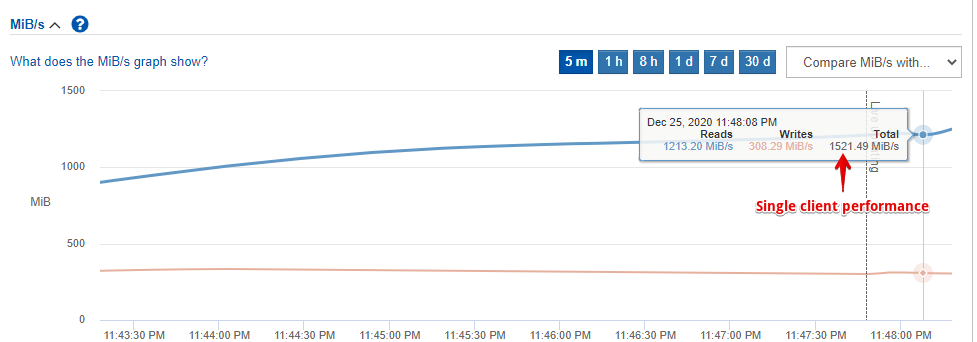 MiB/s
?
What does the MiB/s graph show?
5 m 1 h 8 h 1 d 7 d 30 d
Compare MiB/s with...
1500
1000
MiB
500
0
Dec 25, 2020 11:48:08 PM
Reads Writes Total
1213.20 MiB/s 308.29 MiB/s 1521.49 MiB/s
Single client performance
11:43:30 PM 11:44:00 PM 11:44:30 PM 11:45:00 PM 11:45:30 PM 11:46:00 PM 11:46:30 PM 11:47:00 PM 11:47:30 PM 11:48:00 PM